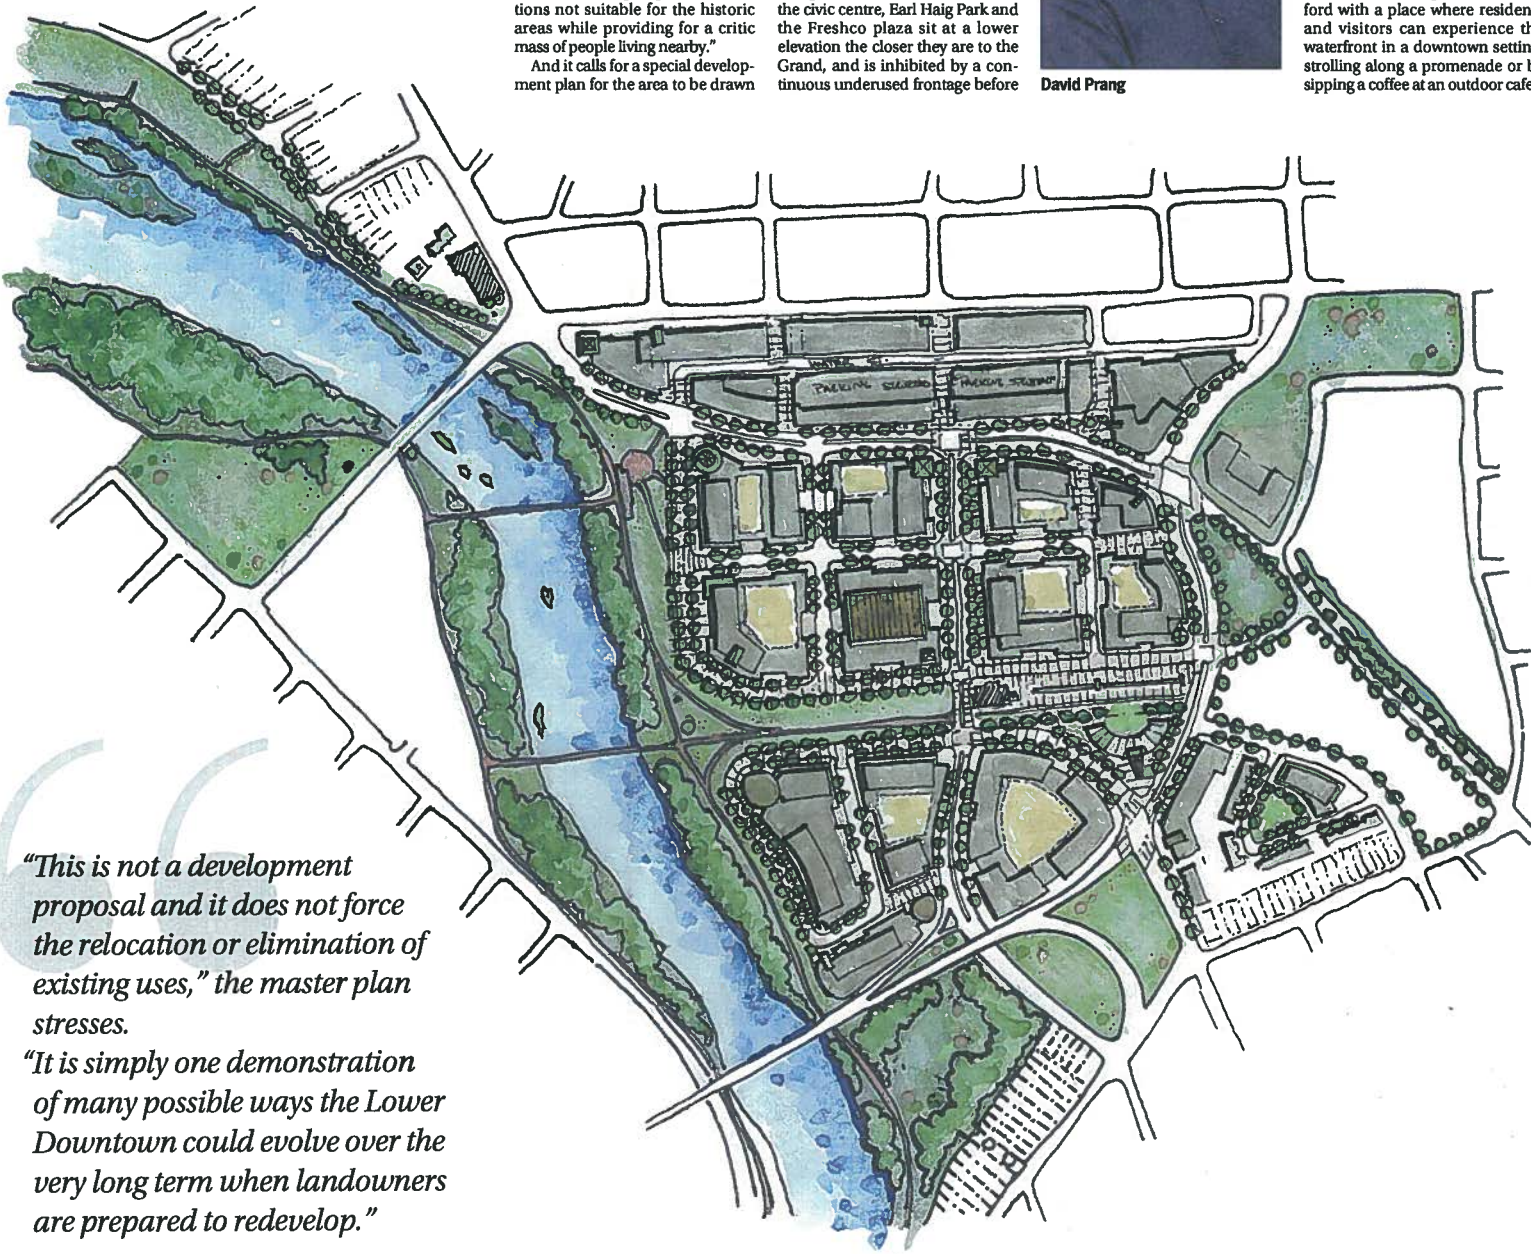 tions not suitable for the historic
areas while providing for a critic
mass of people living nearby.”
And it calls for a special develop-
ment plan for the area to be drawn
the civic centre, Earl Haig Park and
the Freshco plaza sit at a lower
elevation the closer they are to the
Grand, and is inhibited by a con-
tinuous underused frontage before
David Prang
ford with a place where residen
and visitors can experience th
waterfront in a downtown settin
strolling along a promenade or b
sipping a coffee at an outdoor cafe
WATER ST
PARKING
PARKING
“This is not a development
proposal and it does not force
the relocation or elimination of
existing uses,” the master plan
stresses.
“It is simply one demonstration
of many possible ways the Lower
Downtown could evolve over the
very long term when landowners
are prepared to redevelop.”